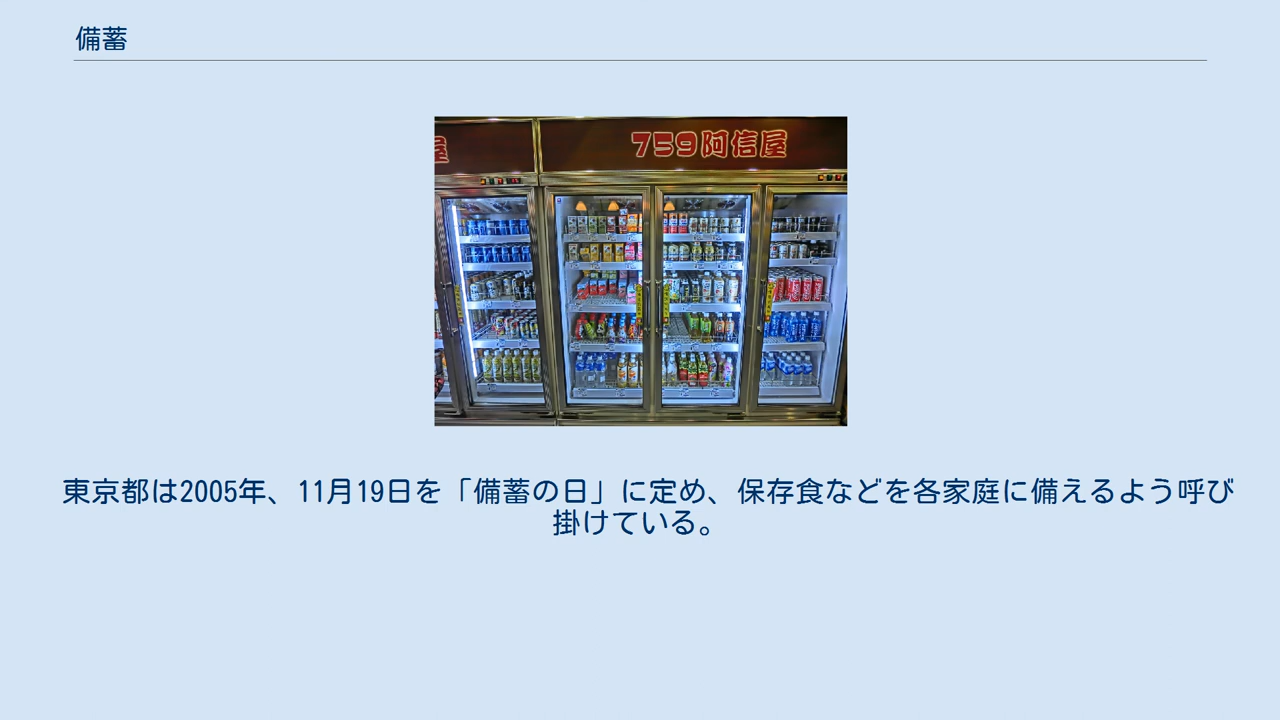 備蓄
屋
759阿信屋
東京都は2005年、11月19日を「備蓄の日」に定め、保存食などを各家庭に備えるよう呼び
掛けている。